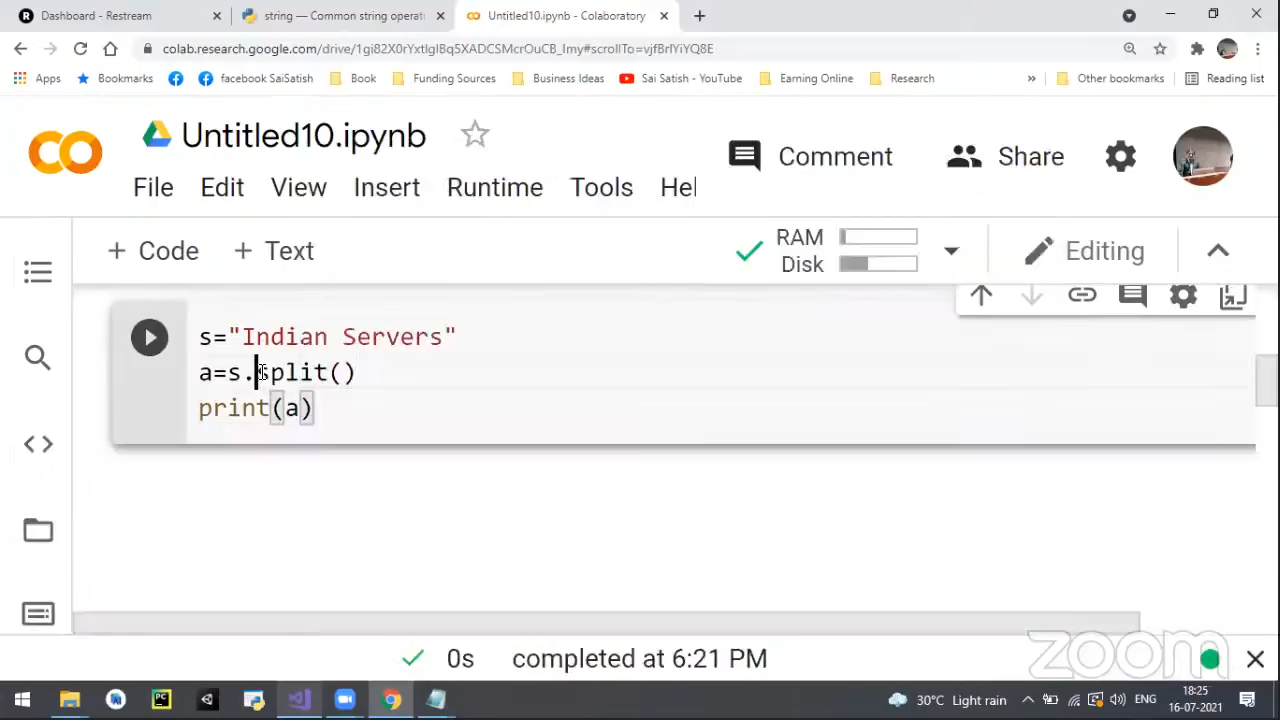 Dashboard - Restream
string — Common string operati
Untitled10.ipynb - Colaboratory
colab.research.google.com/drive/1gi82X0rYxtlgIBq5XADCSMcrOuCB_Imy#scrollTo=vjfBrlYiYQ8E
Apps Bookmarks facebook SaiSatish Book Funding Sources Business Ideas Sai Satish - YouTube Earning Online Research » Other bookmarks Reading list
Untitled10.ipynb
Comment Share
File Edit View Insert Runtime Tools Hel
+ Code + Text
RAM
Disk
Editing
s="Indian Servers"
a=s.split()
print(a)
0s completed at 6:21 PM
zoom
PC
30°C Light rain ENG
18:25
16-07-2021